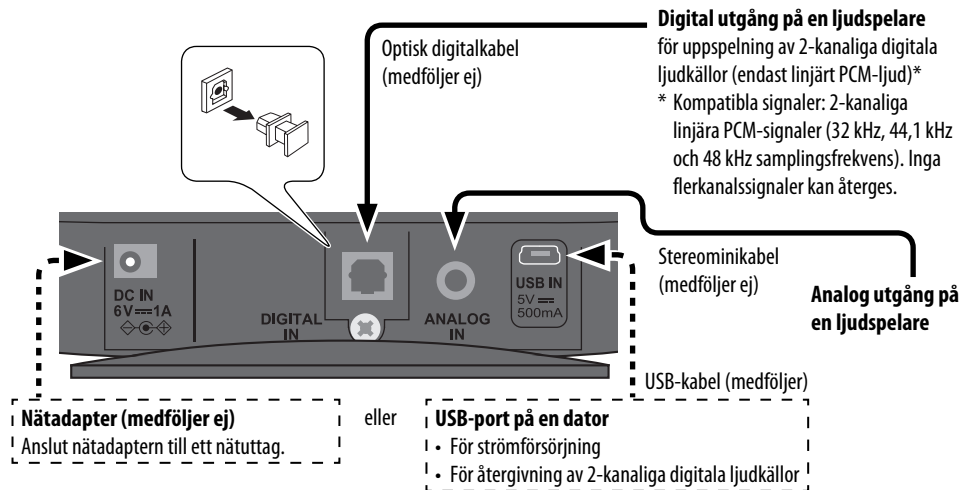 Digital utgång på en ljudspelare
för uppspelning av 2-kanaliga digitala
ljudkällor (endast linjärt PCM-ljud)*
* Kompatibla signaler: 2-kanaliga
linjära PCM-signaler (32 kHz, 44,1 kHz
och 48 kHz samplingsfrekvens). Inga
flerkanalssignaler kan återges.
Optisk digitalkabel
(medföljer ej)
DC IN
6V⎓1A
DIGITAL
IN
ANALOG
IN
USB IN
5V⎓
500mA
Stereominikabel
(medföljer ej)
Analog utgång på
en ljudspelare
USB-kabel (medföljer)
Nätadapter (medföljer ej)
Anslut nätadaptern till ett nätuttag.
eller
USB-port på en dator
• För strömförsörjning
• För återgivning av 2-kanaliga digitala ljudkällor